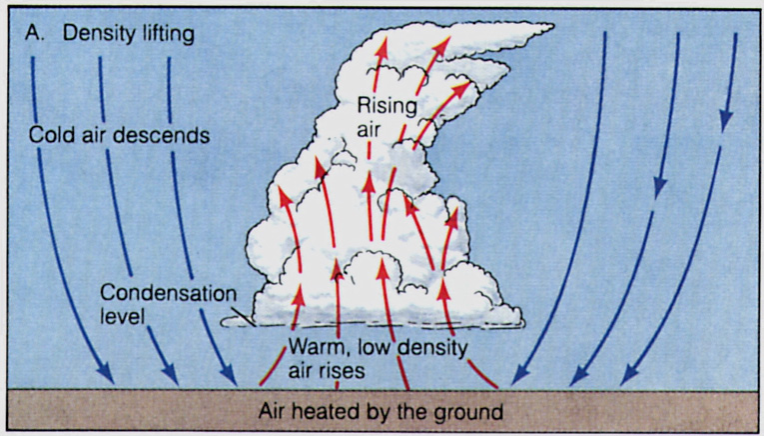 A. Density lifting
Cold air descends
Rising
air
Condensation
level
Warm, low density
air rises
Air heated by the ground